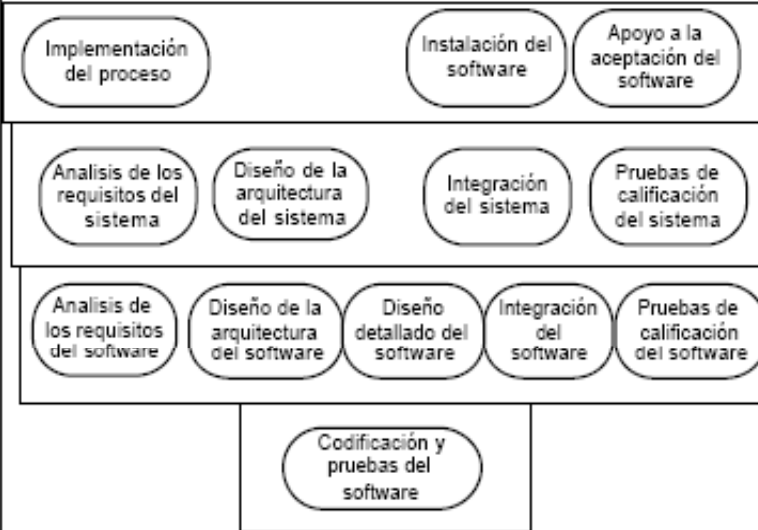 Implementación
del proceso
Instalación del
software
Apoyo a la
aceptación del
software
Analisis de los
requisitos del
sistema
Diseño de la
arquitectura
del sistema
Integración
del sistema
Pruebas de
calificación
del sistema
Analisis de
los requisitos
del software
Diseño de la
arquitectura
del software
Diseño
detallado del
software
Integración
del
software
Pruebas de
calificación
del software
Codificación y
pruebas del
software